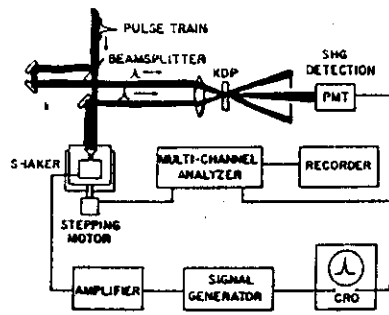 PULSE TRAIN
BEAMSPLITTER
KDP
SHG
DETECTION
PMT
SHAKER
STEPPING
MOTOR
MULTI-CHANNEL
ANALYZER
RECORDER
AMPLIFIER
SIGNAL
GENERATOR
CRO